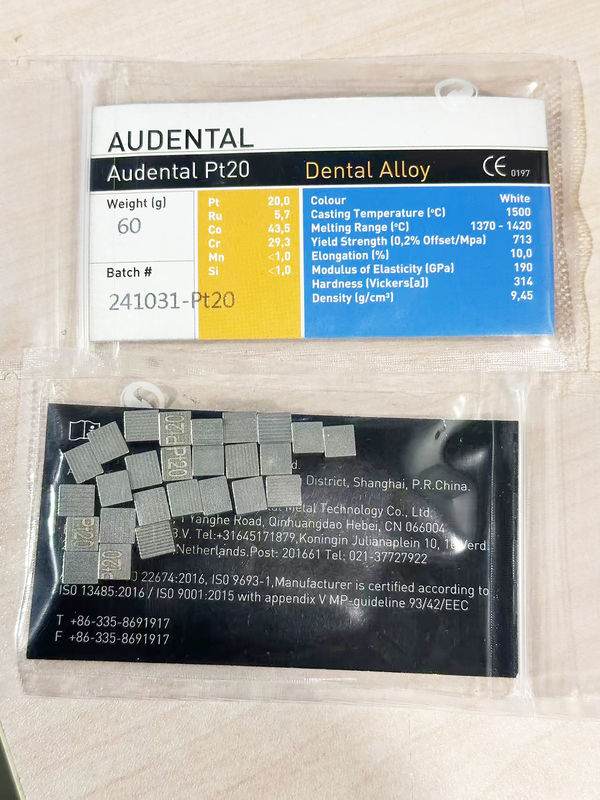 AUDENTAL
Audental Pt20 Dental Alloy CE 0197
Weight (g)
60
Batch #
241031-Pt20
Pt 20,0
Ru 5,7
Co 43,5
Cr 29,3
Mn <1,0
Si <1,0
Colour White
Casting Temperature (°C) 1500
Melting Range (°C) 1370 - 1420
Yield Strength (0,2% Offset/Mpa) 713
Elongation (%) 10,0
Modulus of Elasticity (GPa) 190
Hardness (Vickers[a]) 314
Density (g/cm³) 9,45
Pt20
Pt20
Pt20
Pt20
d.
District, Shanghai, P.R.China.
Metal Technology Co., Ltd.
1 Yanghe Road, Qinhuangdao Hebei, CN 066004
B.V. Tel:+31645171879,Koningin Julianaplein 10, 1e Verd.
Netherlands.Post: 201661 Tel: 021-37727922
22674:2016, ISO 9693-1,Manufacturer is certified according to
ISO 13485:2016 / ISO 9001:2015 with appendix V MP-guideline 93/42/EEC
T +86-335-8691917
F +86-335-8691917